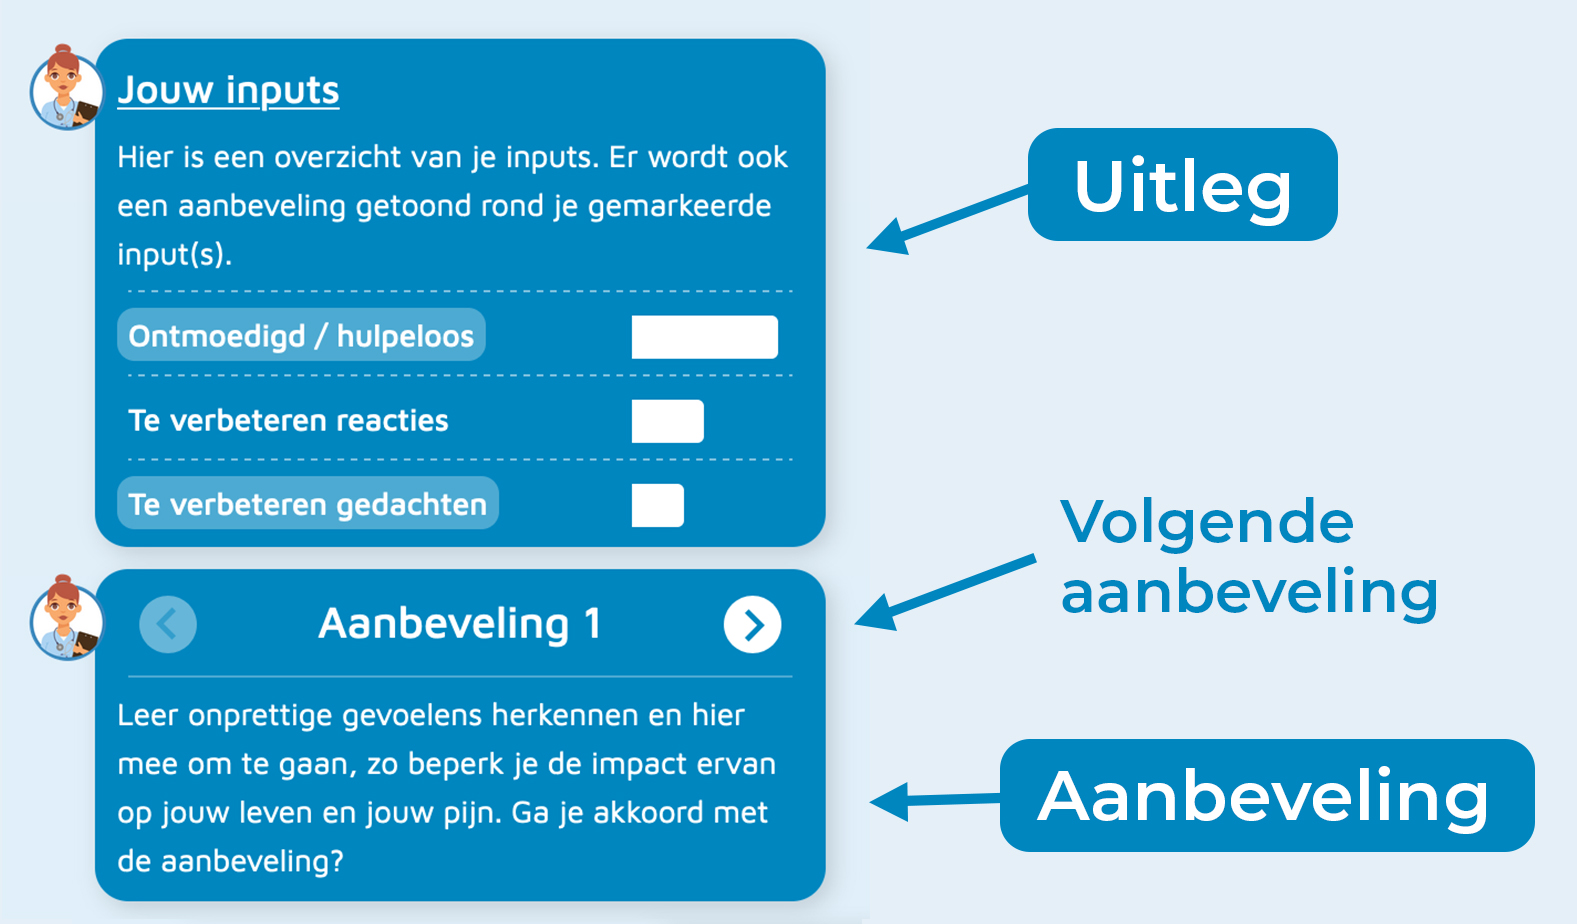 Jouw inputs
Hier is een overzicht van je inputs. Er wordt ook
een aanbeveling getoond rond je gemarkeerde
input(s).
Ontmoedigd / hulpeloos
Te verbeteren reacties
Te verbeteren gedachten
Aanbeveling 1
Leer onprettige gevoelens herkennen en hier
mee om te gaan, zo beperk je de impact ervan
op jouw leven en jouw pijn. Ga je akkoord met
de aanbeveling?
Uitleg
Volgende
aanbeveling
Aanbeveling